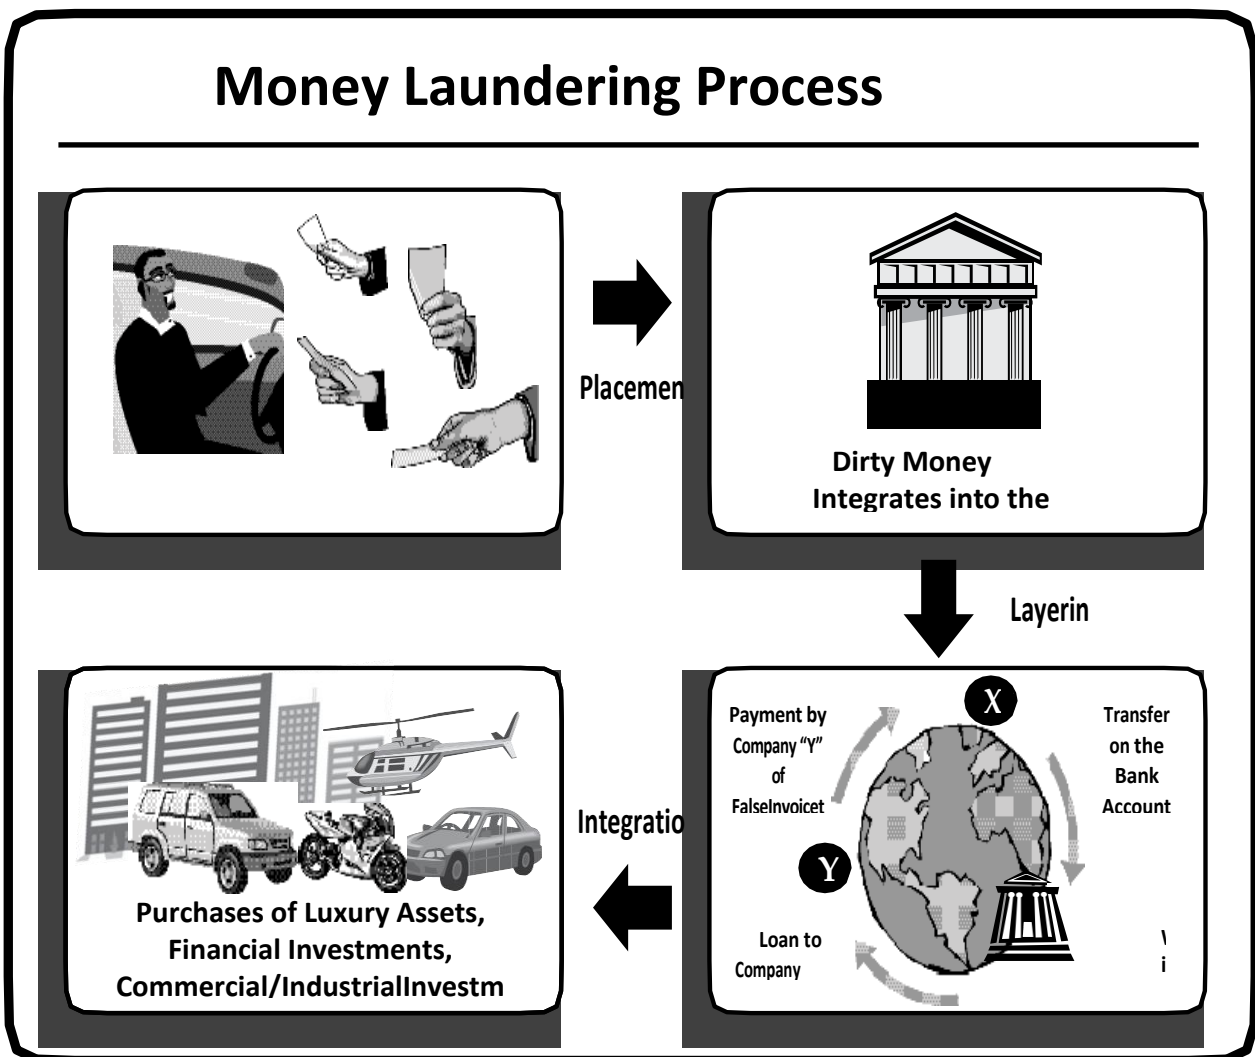 Money Laundering Process
Placemen
Dirty Money
Integrates into the
Layerin
Payment by
Company “Y”
of
FalseInvoicet
X
Transfer
on the
Bank
Account
Y
Loan to
Company
Integratio
Purchases of Luxury Assets,
Financial Investments,
Commercial/IndustrialInvestm